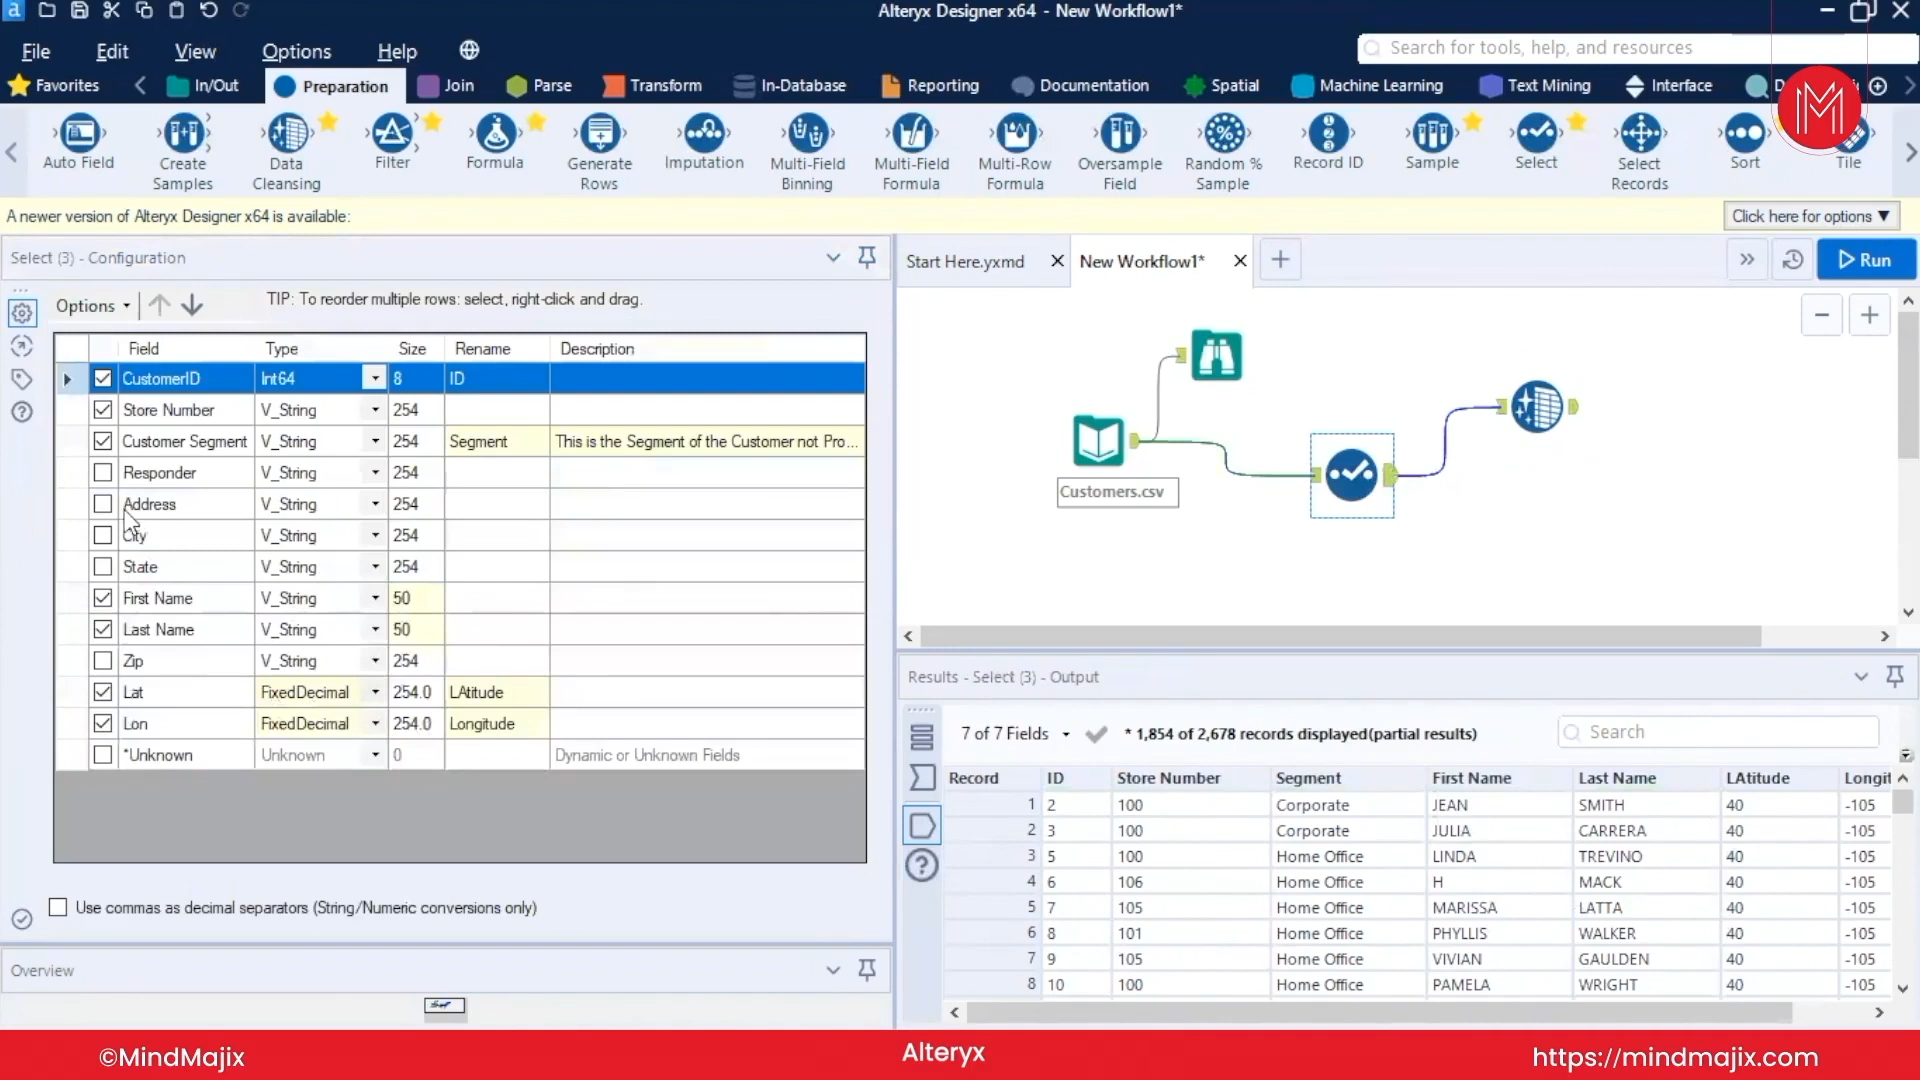 Alteryx Designer x64 - New Workflow1*
File Edit View Options Help
Search for tools, help, and resources
Favorites In/Out Preparation Join Parse Transform In-Database Reporting Documentation Spatial Machine Learning Text Mining Interface
Auto Field
Create Samples
Data Cleansing
Filter
Formula
Generate Rows
Imputation
Multi-Field Binning
Multi-Field Formula
Multi-Row Formula
Oversample Field
Random % Sample
Record ID
Sample
Select
Select Records
Sort
Tile
A newer version of Alteryx Designer x64 is available:
Click here for options ▼
Select (3) - Configuration
Options
TIP: To reorder multiple rows: select, right-click and drag.
Field Type Size Rename Description
CustomerID Int64 8 ID
Store Number V_String 254
Customer Segment V_String 254 Segment This is the Segment of the Customer not Pro...
Responder V_String 254
Address V_String 254
City V_String 254
State V_String 254
First Name V_String 50
Last Name V_String 50
Zip V_String 254
Lat FixedDecimal 254.0 LAtitude
Lon FixedDecimal 254.0 Longitude
*Unknown Unknown 0 Dynamic or Unknown Fields
Use commas as decimal separators (String/Numeric conversions only)
Overview
Start Here.yxmd New Workflow1*
Run
Customers.csv
Results - Select (3) - Output
7 of 7 Fields * 1,854 of 2,678 records displayed(partial results) Search
Record ID Store Number Segment First Name Last Name LAtitude Longit
1 2 100 Corporate JEAN SMITH 40 -105
2 3 100 Corporate JULIA CARRERA 40 -105
3 5 100 Home Office LINDA TREVINO 40 -105
4 6 106 Home Office H MACK 40 -105
5 7 105 Home Office MARISSA LATTA 40 -105
6 8 101 Home Office PHYLLIS WALKER 40 -105
7 9 105 Home Office VIVIAN GAULDEN 40 -105
8 10 100 Home Office PAMELA WRIGHT 40 -105
©MindMajix Alteryx https://mindmajix.com